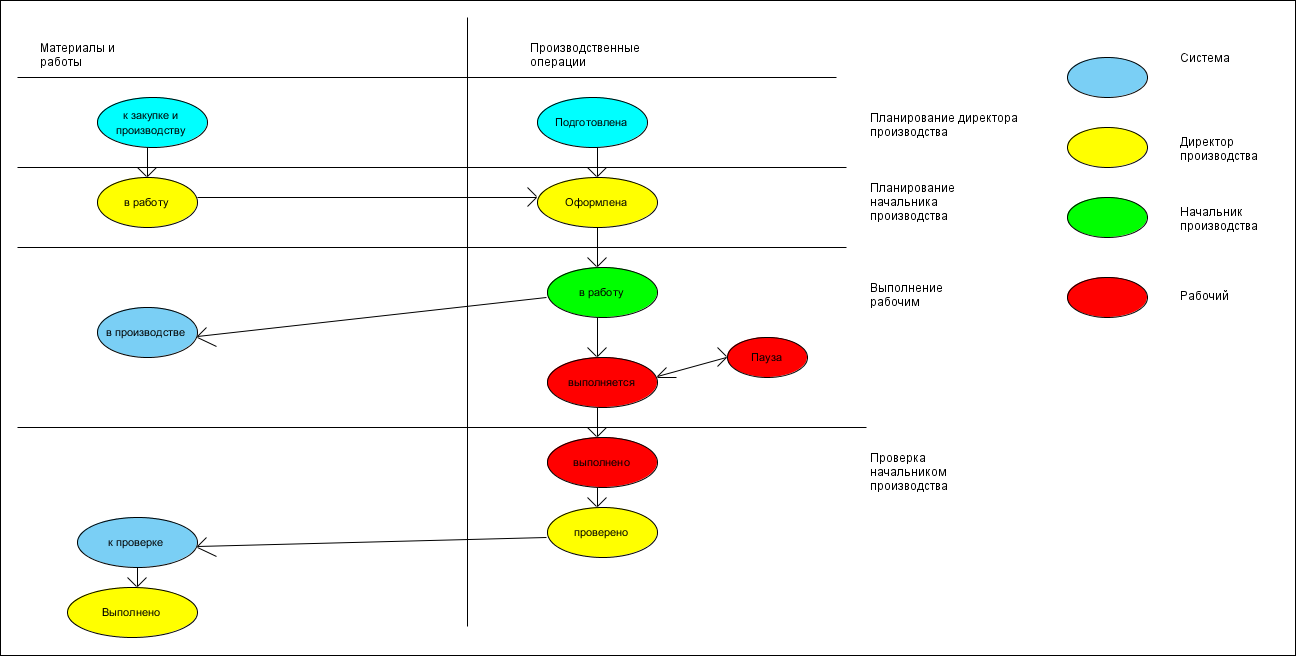 Материалы и
работы
Производственные
операции
Система
к закупке и
производству
Подготовлена
Планирование директора
производства
Директор
производства
в работу
Оформлена
Планирование
начальника
производства
Начальник
производства
в работу
Выполнение
рабочим
Рабочий
в производстве
Пауза
выполняется
выполнено
Проверка
начальником
производства
проверено
к проверке
Выполнено